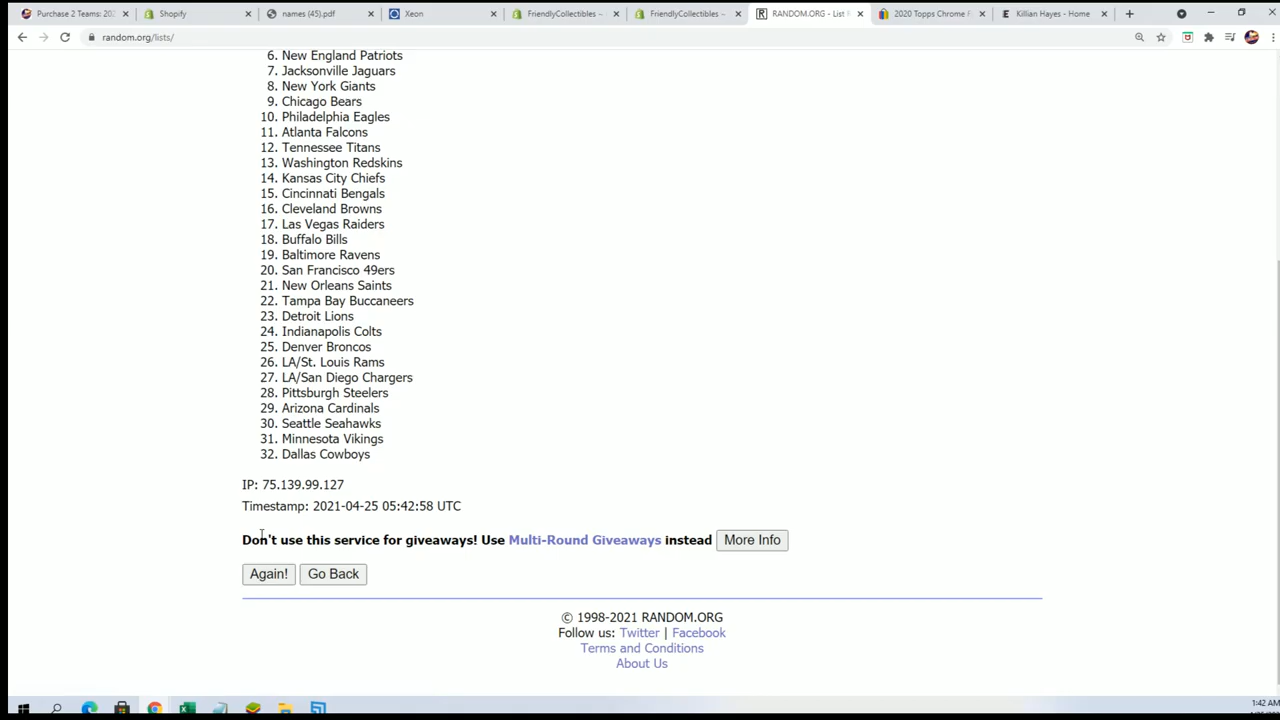 Purchase 2 Teams: 202
Shopify
names (45).pdf
Xeon
FriendlyCollectibles –
FriendlyCollectibles –
RANDOM.ORG - List R
2020 Topps Chrome F
Killian Hayes - Home
random.org/lists/
6. New England Patriots
7. Jacksonville Jaguars
8. New York Giants
9. Chicago Bears
10. Philadelphia Eagles
11. Atlanta Falcons
12. Tennessee Titans
13. Washington Redskins
14. Kansas City Chiefs
15. Cincinnati Bengals
16. Cleveland Browns
17. Las Vegas Raiders
18. Buffalo Bills
19. Baltimore Ravens
20. San Francisco 49ers
21. New Orleans Saints
22. Tampa Bay Buccaneers
23. Detroit Lions
24. Indianapolis Colts
25. Denver Broncos
26. LA/St. Louis Rams
27. LA/San Diego Chargers
28. Pittsburgh Steelers
29. Arizona Cardinals
30. Seattle Seahawks
31. Minnesota Vikings
32. Dallas Cowboys
IP: 75.139.99.127
Timestamp: 2021-04-25 05:42:58 UTC
Don't use this service for giveaways! Use Multi-Round Giveaways instead More Info
Again! Go Back
© 1998-2021 RANDOM.ORG
Follow us: Twitter | Facebook
Terms and Conditions
About Us
1:42 AM